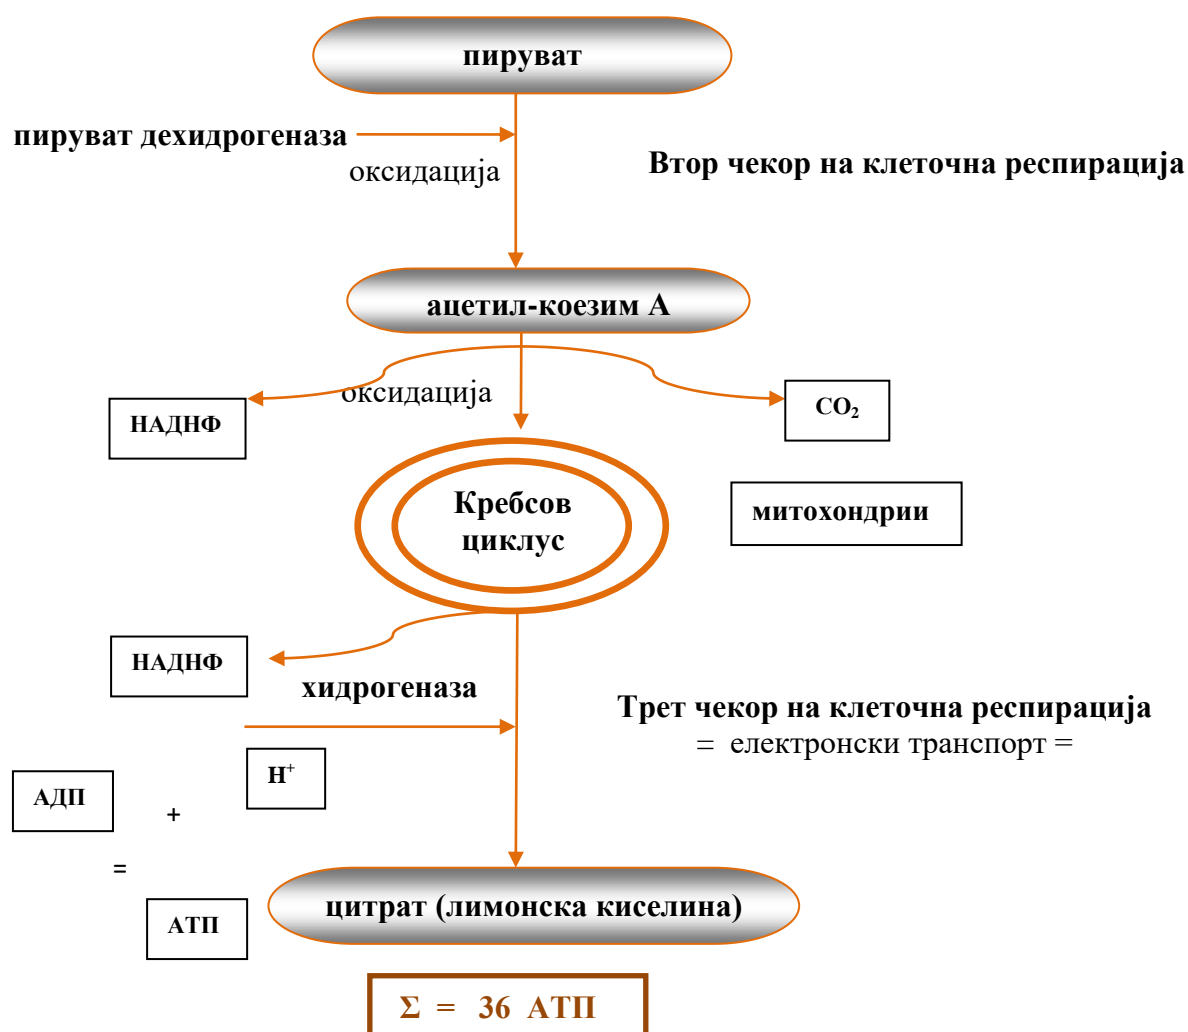 пируват
пируват дехидрогеназа
оксидација
Втор чекор на клеточна респирација
ацетил-коезим А
оксидација
НАДНФ
CO₂
Кребсов
циклус
митохондрии
НАДНФ
хидрогеназа
Трет чекор на клеточна респирација
= електронски транспорт =
H⁺
АДП
+
=
АТП
цитрат (лимонска киселина)
Σ = 36 АТП